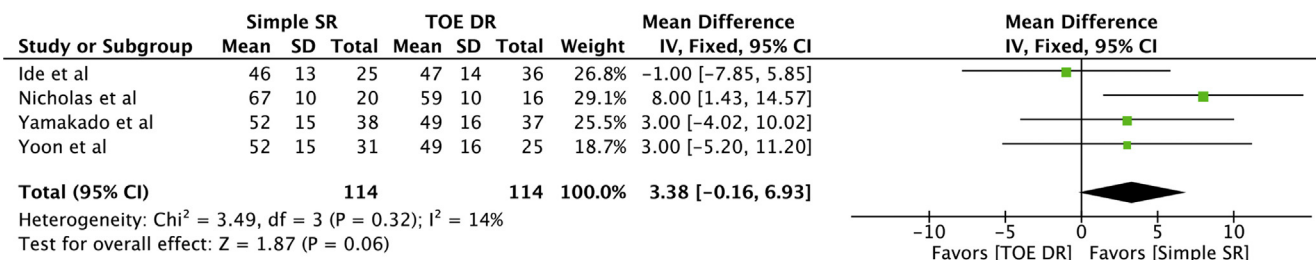 Simple SR TOE DR Mean Difference Mean Difference
Study or Subgroup Mean SD Total Mean SD Total Weight IV, Fixed, 95% CI IV, Fixed, 95% CI
Ide et al 46 13 25 47 14 36 26.8% -1.00 [-7.85, 5.85]
Nicholas et al 67 10 20 59 10 16 29.1% 8.00 [1.43, 14.57]
Yamakado et al 52 15 38 49 16 37 25.5% 3.00 [-4.02, 10.02]
Yoon et al 52 15 31 49 16 25 18.7% 3.00 [-5.20, 11.20]
Total (95% CI) 114 114 100.0% 3.38 [-0.16, 6.93]
Heterogeneity: Chi² = 3.49, df = 3 (P = 0.32); I² = 14%
Test for overall effect: Z = 1.87 (P = 0.06)
-10 -5 0 5 10
Favors [TOE DR] Favors [Simple SR]